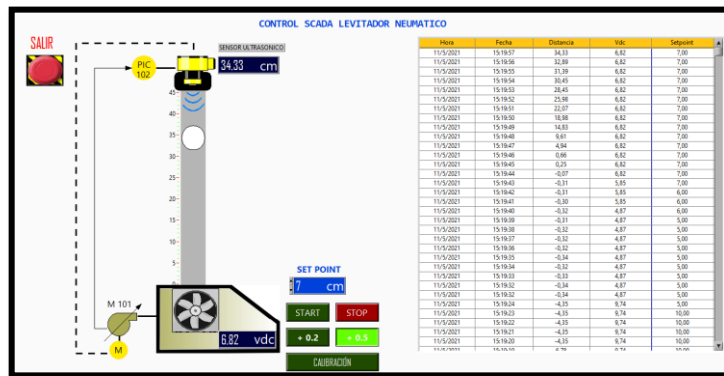 CONTROL SCADA LEVITADOR NEUMATICO
SALIR
SENSOR ULTRASONICO
PIC
102
34.33 cm
45
40
35
30
25
20
15
10
5
0
M 101
M
6.82 vdc
SET POINT
7 cm
START STOP
+ 0.2 + 0.5
CALIBRACIÓN
Hora Fecha Distancia Vdc Setpoint
11/5/2021 15:19:57 34,33 6,82 7,00
11/5/2021 15:19:56 32,89 6,82 7,00
11/5/2021 15:19:55 31,39 6,82 7,00
11/5/2021 15:19:54 30,45 6,82 7,00
11/5/2021 15:19:53 28,45 6,82 7,00
11/5/2021 15:19:52 25,98 6,82 7,00
11/5/2021 15:19:51 22,07 6,82 7,00
11/5/2021 15:19:50 18,98 6,82 7,00
11/5/2021 15:19:49 14,83 6,82 7,00
11/5/2021 15:19:48 9,61 6,82 7,00
11/5/2021 15:19:47 4,94 6,82 7,00
11/5/2021 15:19:46 0,66 6,82 7,00
11/5/2021 15:19:45 0,25 6,82 7,00
11/5/2021 15:19:44 -0,07 6,82 7,00
11/5/2021 15:19:43 -0,31 5,85 7,00
11/5/2021 15:19:42 -0,31 5,85 6,00
11/5/2021 15:19:41 -0,30 5,85 6,00
11/5/2021 15:19:40 -0,32 4,87 6,00
11/5/2021 15:19:39 -0,31 4,87 5,00
11/5/2021 15:19:38 -0,32 4,87 5,00
11/5/2021 15:19:37 -0,32 4,87 5,00
11/5/2021 15:19:36 -0,32 4,87 5,00
11/5/2021 15:19:35 -0,34 4,87 5,00
11/5/2021 15:19:34 -0,32 4,87 5,00
11/5/2021 15:19:33 -0,33 4,87 5,00
11/5/2021 15:19:32 -0,34 4,87 5,00
11/5/2021 15:19:32 -0,34 4,87 5,00
11/5/2021 15:19:24 -4,35 9,74 5,00
11/5/2021 15:19:23 -4,35 9,74 10,00
11/5/2021 15:19:22 -4,35 9,74 10,00
11/5/2021 15:19:21 -4,35 9,74 10,00
11/5/2021 15:19:20 -4,35 9,74 10,00